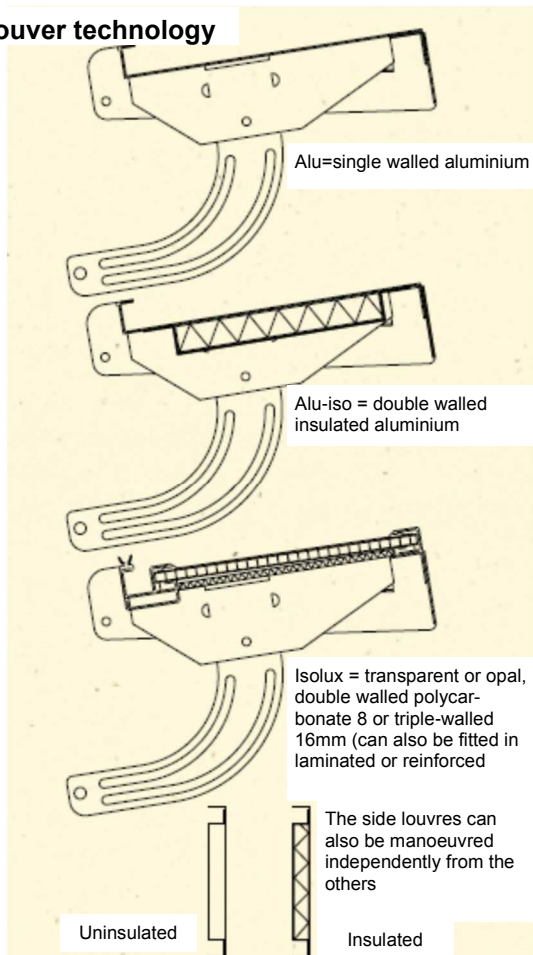 ouver technology
Alu=single walled aluminium
Alu-iso = double walled
insulated aluminium
Isolux = transparent or opal,
double walled polycar-
bonate 8 or triple-walled
16mm (can also be fitted in
laminated or reinforced
The side louvres can
also be manoeuvred
independently from the
others
Uninsulated
Insulated